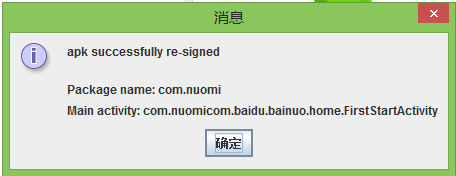 消息
apk successfully re-signed
Package name: com.nuomi
Main activity: com.nuomicom.baidu.bainuo.home.FirstStartActivity
确定